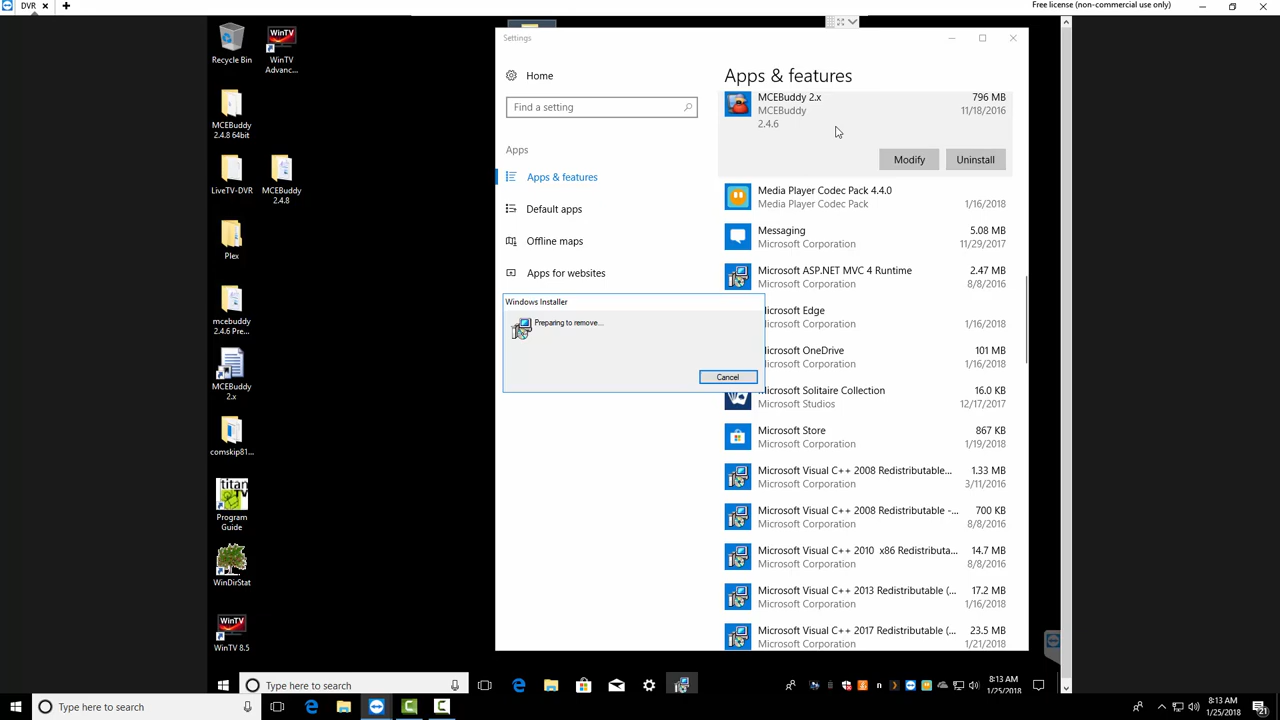 DVR
Free license (non-commercial use only)
Recycle Bin
WinTV
Advanc...
MCEBuddy
2.4.8 64bit
LiveTV-DVR
MCEBuddy
2.4.8
Plex
mcebuddy
2.4.6 Pre...
MCEBuddy
2.x
comskip81...
titan
TV
Program
Guide
WinDirStat
WinTV
WinTV 8.5
Settings
Home
Find a setting
Apps
Apps & features
Default apps
Offline maps
Apps for websites
Apps & features
MCEBuddy 2.x
796 MB
MCEBuddy
11/18/2016
2.4.6
Modify
Uninstall
Media Player Codec Pack 4.4.0
Media Player Codec Pack
1/16/2018
Messaging
5.08 MB
Microsoft Corporation
11/29/2017
Microsoft ASP.NET MVC 4 Runtime
2.47 MB
Microsoft Corporation
8/8/2016
icrosoft Edge
icrosoft Corporation
1/16/2018
icrosoft OneDrive
101 MB
icrosoft Corporation
1/16/2018
Microsoft Solitaire Collection
16.0 KB
Microsoft Studios
12/17/2017
Microsoft Store
867 KB
Microsoft Corporation
1/19/2018
Microsoft Visual C++ 2008 Redistributable...
1.33 MB
Microsoft Corporation
3/11/2016
Microsoft Visual C++ 2008 Redistributable -...
700 KB
Microsoft Corporation
8/8/2016
Microsoft Visual C++ 2010 x86 Redistributa...
14.7 MB
Microsoft Corporation
8/8/2016
Microsoft Visual C++ 2013 Redistributable (...
17.2 MB
Microsoft Corporation
1/16/2018
Microsoft Visual C++ 2017 Redistributable (...
23.5 MB
Microsoft Corporation
1/21/2018
Windows Installer
Preparing to remove...
Cancel
Type here to search
8:13 AM
1/25/2018
Type here to search
8:13 AM
1/25/2018
21